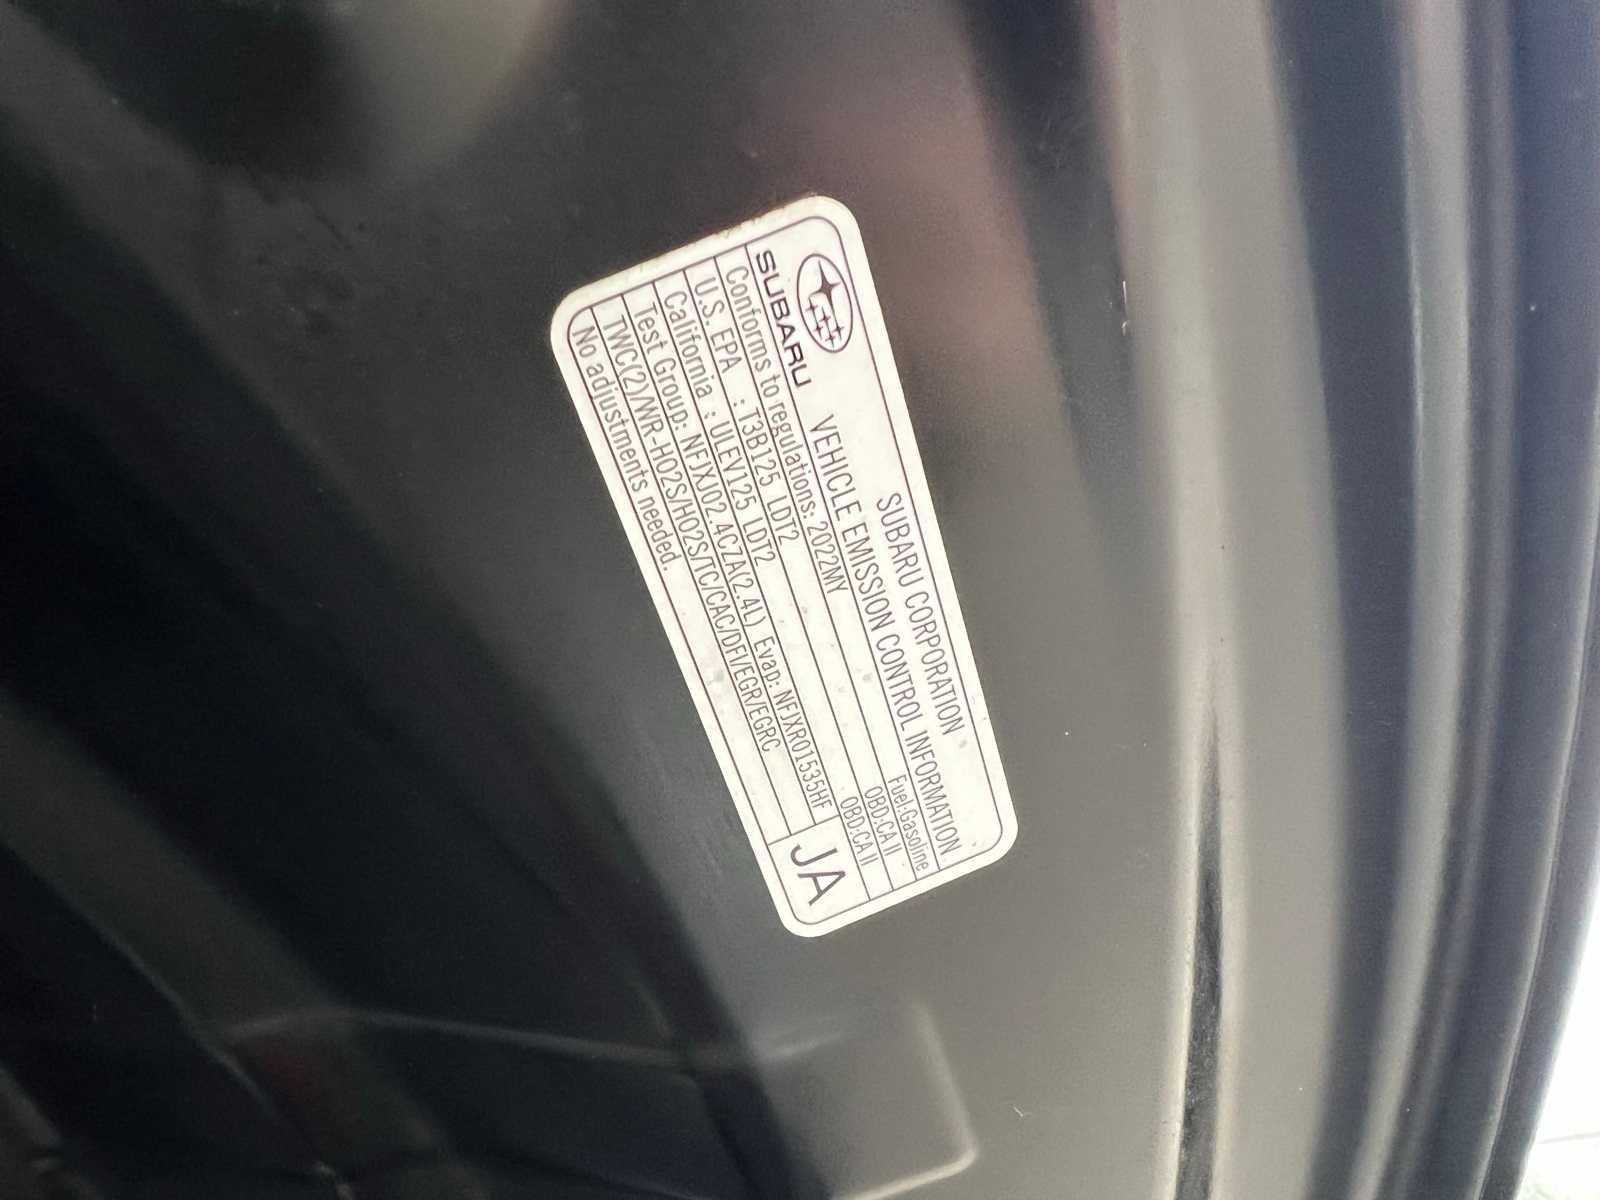 SUBARU CORPORATION
SUBARU VEHICLE EMISSION CONTROL INFORMATION
Conforms to regulations: 2022MY Fuel:Gasoline
U.S. EPA : T3B125 LDT2 OBD:CA II
California : ULEV125 LDT2 OBD:CA II
Test Group: NFJXJ02.4CZA(2.4L) Evap: NFJXR01535HF
TWC(2)/WR-HO2S/HO2S/TC/CAC/DFI/EGR/EGRC
No adjustments needed.
JA